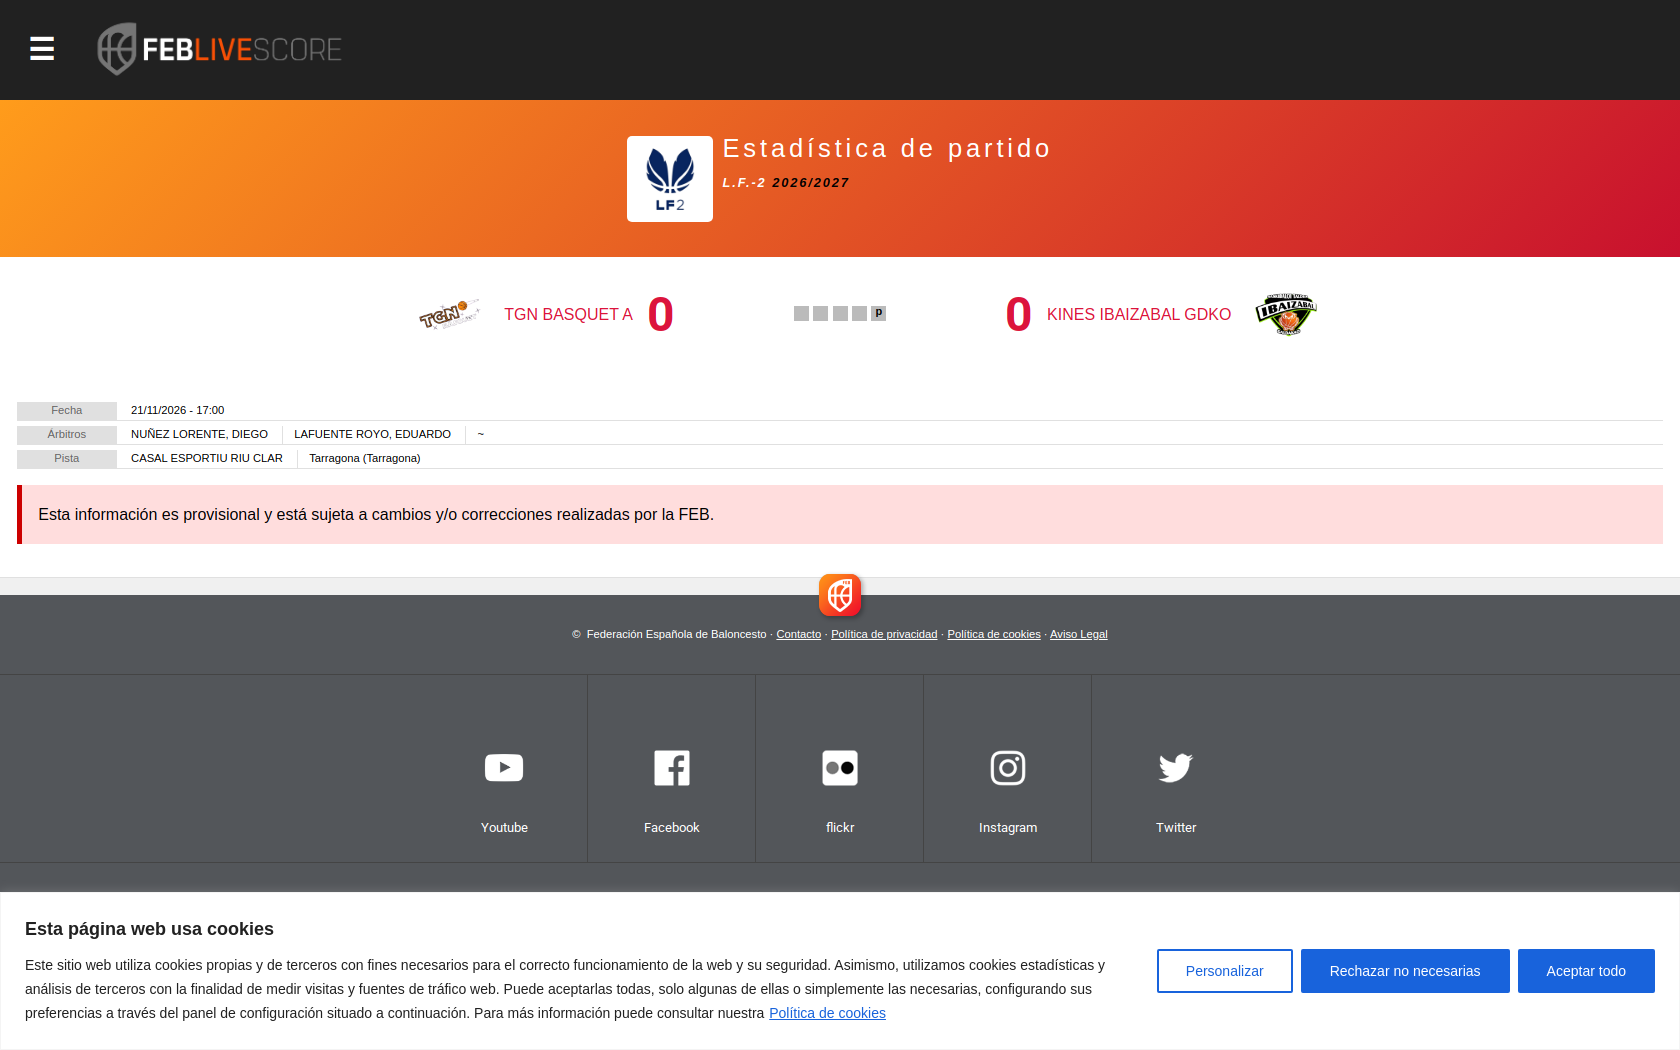 ☰ FEBLIVESCORE
Estadística de partido
LF2
L.F.-2 2026/2027
TGN TGN BASQUET A 0 p 0 KINES IBAIZABAL GDKO IBAIZABAL
Fecha 21/11/2026 - 17:00
Árbitros NUÑEZ LORENTE, DIEGO LAFUENTE ROYO, EDUARDO ~
Pista CASAL ESPORTIU RIU CLAR Tarragona (Tarragona)
Esta información es provisional y está sujeta a cambios y/o correcciones realizadas por la FEB.
FEB
© Federación Española de Baloncesto · Contacto · Política de privacidad · Política de cookies · Aviso Legal
Youtube Facebook flickr Instagram Twitter
Esta página web usa cookies
Este sitio web utiliza cookies propias y de terceros con fines necesarios para el correcto funcionamiento de la web y su seguridad. Asimismo, utilizamos cookies estadísticas y
análisis de terceros con la finalidad de medir visitas y fuentes de tráfico web. Puede aceptarlas todas, solo algunas de ellas o simplemente las necesarias, configurando sus
preferencias a través del panel de configuración situado a continuación. Para más información puede consultar nuestra Política de cookies
Personalizar Rechazar no necesarias Aceptar todo